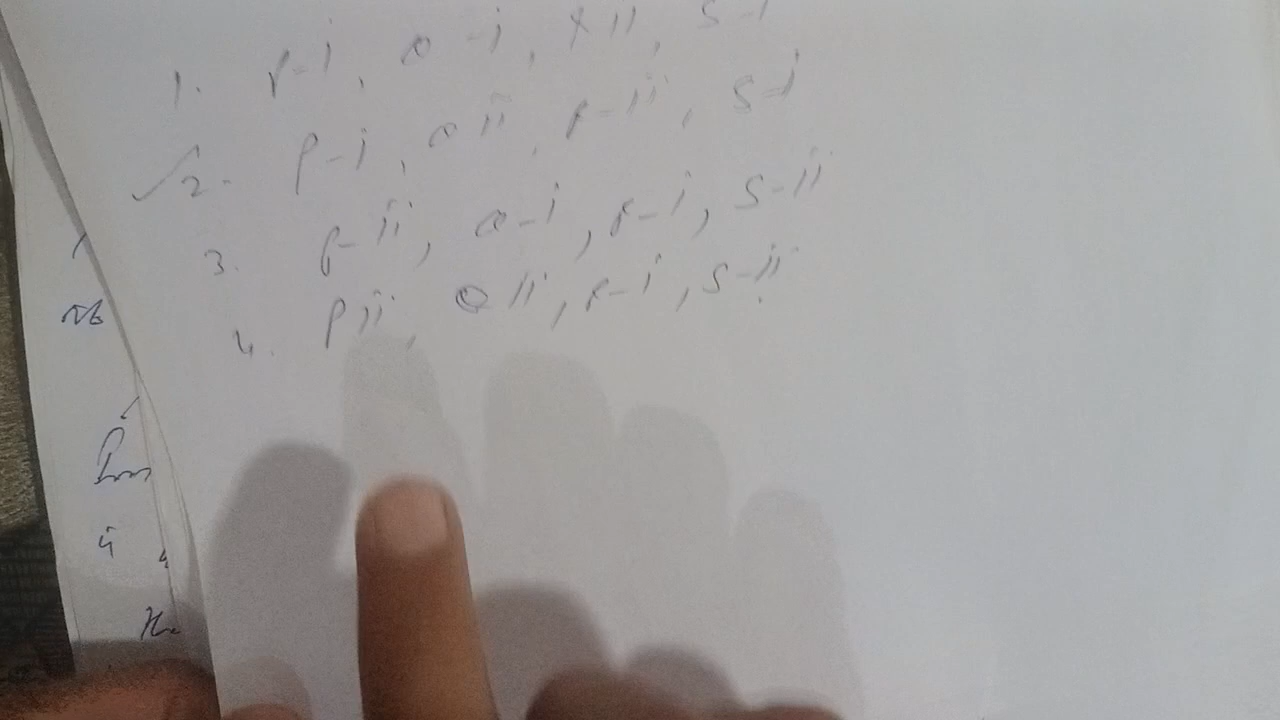 1. P-i, Q-i, R ii, S-i
2. P-i, Q ii, R-ii, S-i
3. P-ii, Q-i, R-i, S-ii
4. P ii, Q ii, R-i, S-ii